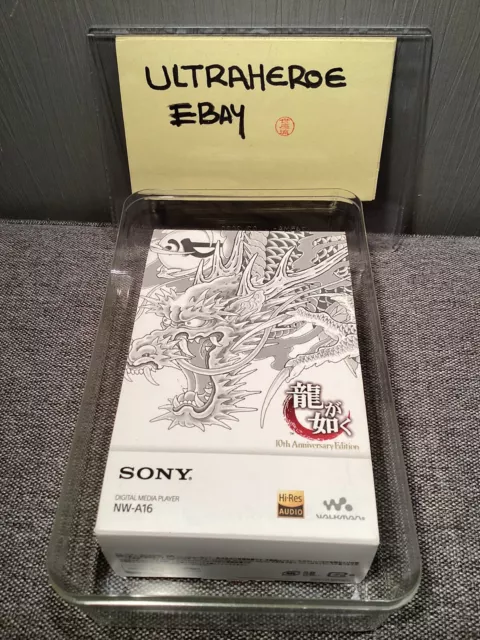 ULTRAHEROE
EBAY
龍が
如く
10th Anniversary Edition
SONY®
DIGITAL MEDIA PLAYER
NW-A16
Hi-Res
AUDIO
WALKMAN®